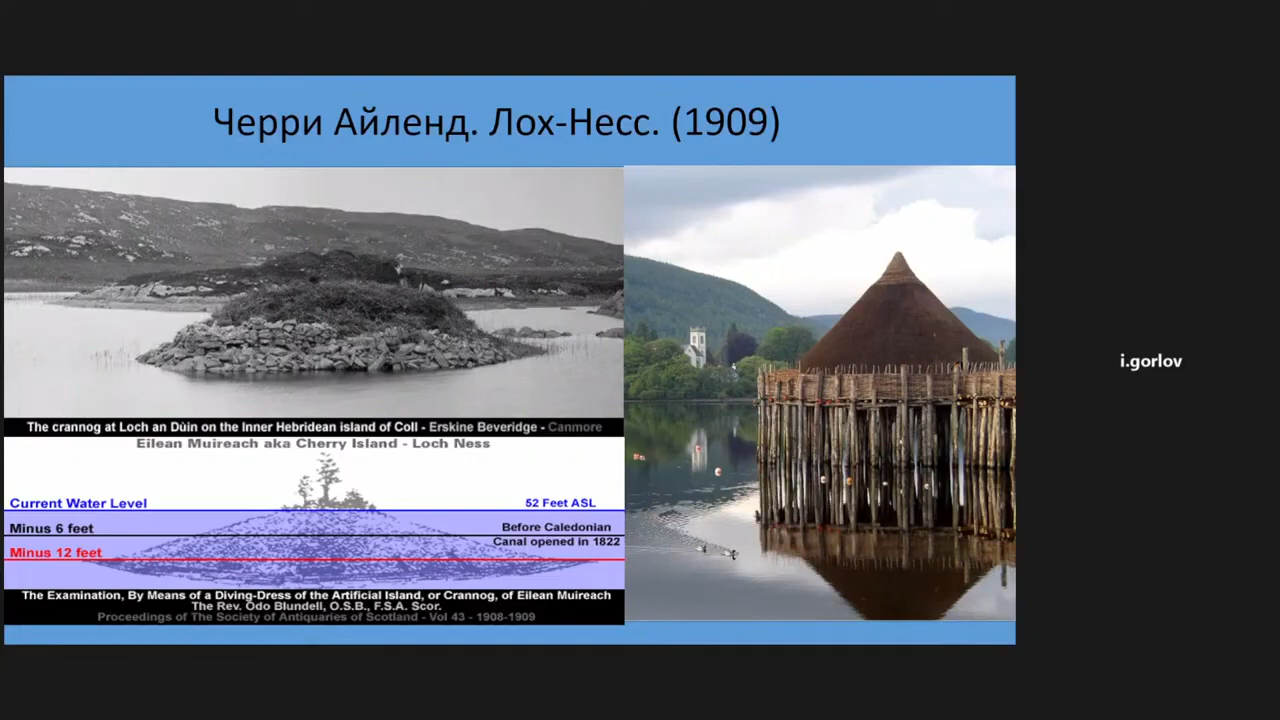 Черри Айленд. Лох-Несс. (1909)
The crannog at Loch an Dùin on the Inner Hebridean island of Coll - Erskine Beveridge - Canmore
Eilean Muireach aka Cherry Island - Loch Ness
Current Water Level
52 Feet ASL
Minus 6 feet
Before Caledonian
Canal opened in 1822
Minus 12 feet
The Examination, By Means of a Diving-Dress of the Artificial Island, or Crannog, of Eilean Muireach
The Rev. Odo Blundell, O.S.B., F.S.A. Scor.
Proceedings of The Society of Antiquaries of Scotland - Vol 43 - 1908-1909
i.gorlov